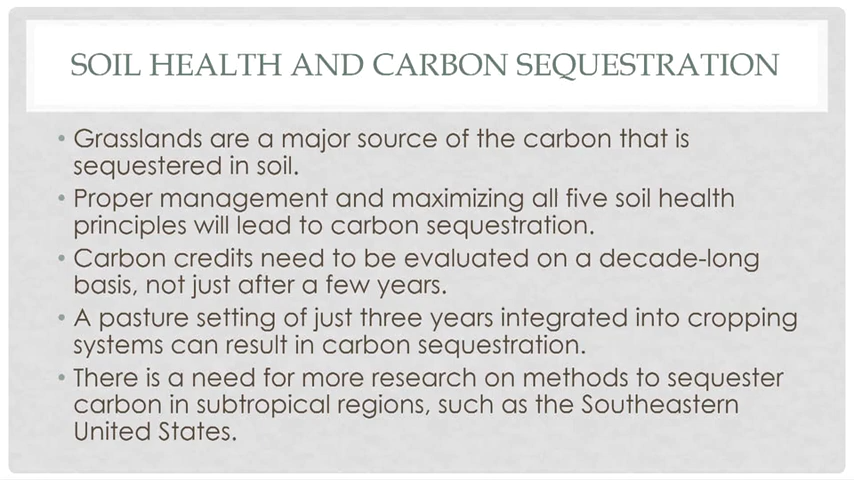 SOIL HEALTH AND CARBON SEQUESTRATION
• Grasslands are a major source of the carbon that is
sequestered in soil.
• Proper management and maximizing all five soil health
principles will lead to carbon sequestration.
• Carbon credits need to be evaluated on a decade-long
basis, not just after a few years.
• A pasture setting of just three years integrated into cropping
systems can result in carbon sequestration.
• There is a need for more research on methods to sequester
carbon in subtropical regions, such as the Southeastern
United States.